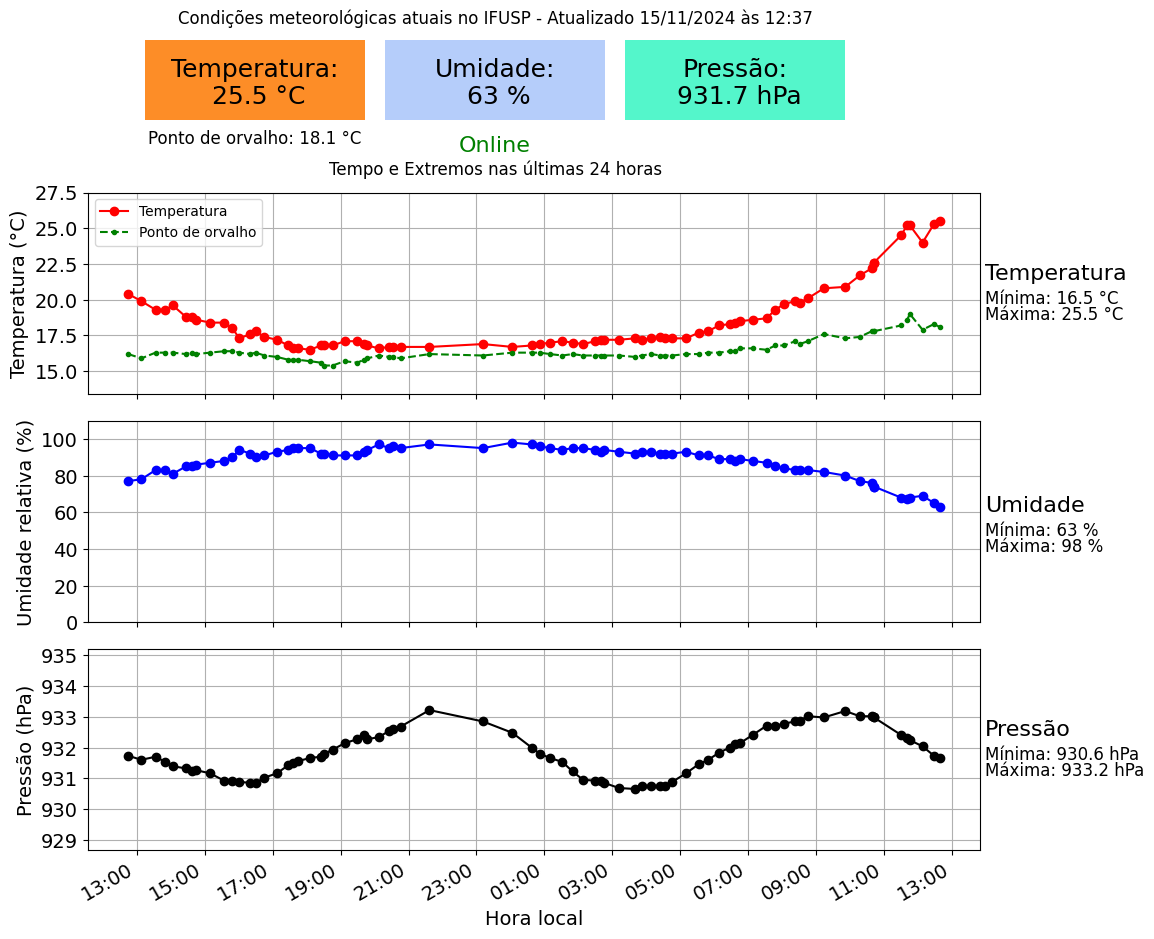 Condições meteorológicas atuais no IFUSP - Atualizado 15/11/2024 às 12:37
Temperatura:
25.5 °C
Umidade:
63 %
Pressão:
931.7 hPa
Ponto de orvalho: 18.1 °C
Online
Tempo e Extremos nas últimas 24 horas
Temperatura (°C)
27.5
25.0
22.5
20.0
17.5
15.0
Temperatura
Ponto de orvalho
Temperatura
Mínima: 16.5 °C
Máxima: 25.5 °C
Umidade relativa (%)
100
80
60
40
20
0
Umidade
Mínima: 63 %
Máxima: 98 %
Pressão (hPa)
935
934
933
932
931
930
929
Pressão
Mínima: 930.6 hPa
Máxima: 933.2 hPa
13:00 15:00 17:00 19:00 21:00 23:00 01:00 03:00 05:00 07:00 09:00 11:00 13:00
Hora local